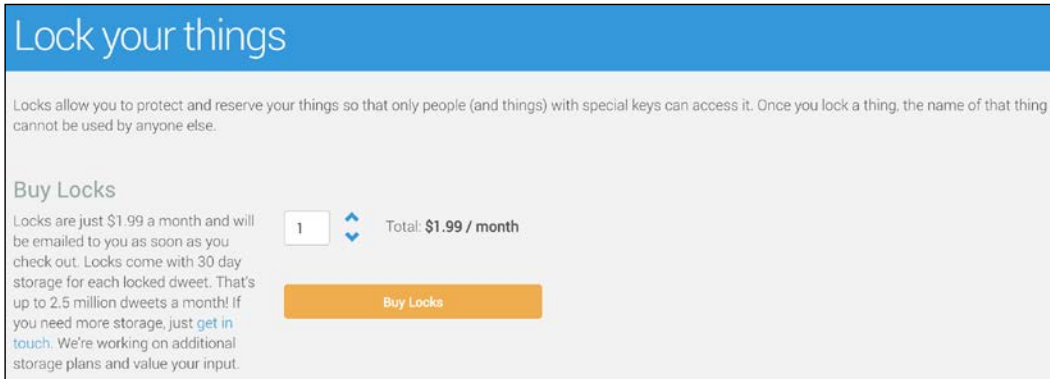 Lock your things
Locks allow you to protect and reserve your things so that only people (and things) with special keys can access it. Once you lock a thing, the name of that thing
cannot be used by anyone else.
Buy Locks
Locks are just $1.99 a month and will
be emailed to you as soon as you
check out. Locks come with 30 day
storage for each locked dweet. That's
up to 2.5 million dweets a month! If
you need more storage, just get in
touch. We're working on additional
storage plans and value your input.
1
Total: $1.99 / month
Buy Locks